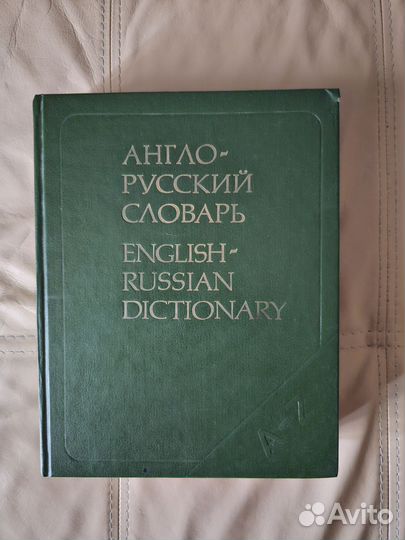 АНГЛО-
РУССКИЙ
СЛОВАРЬ
ENGLISH-
RUSSIAN
DICTIONARY
A-Z
Avito